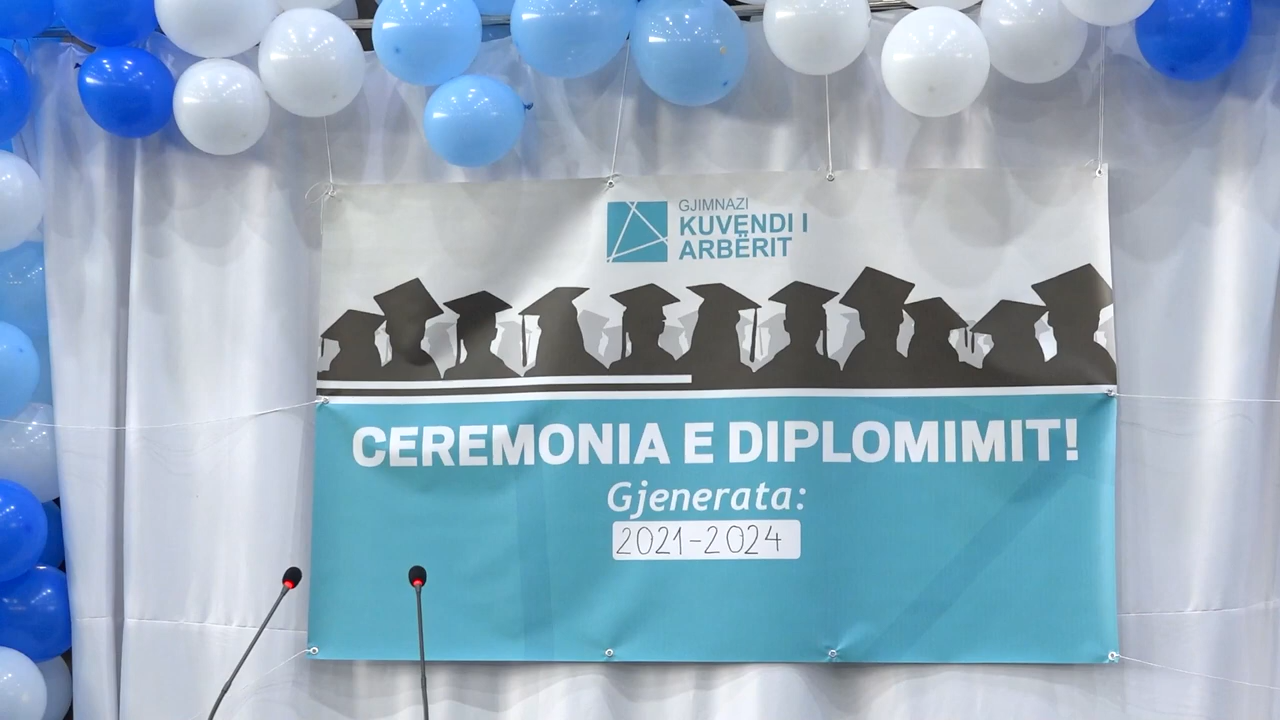 GJIMNAZI
KUVENDI I
ARBËRIT
CEREMONIA E DIPLOMIMIT!
Gjenerata:
2021-2024